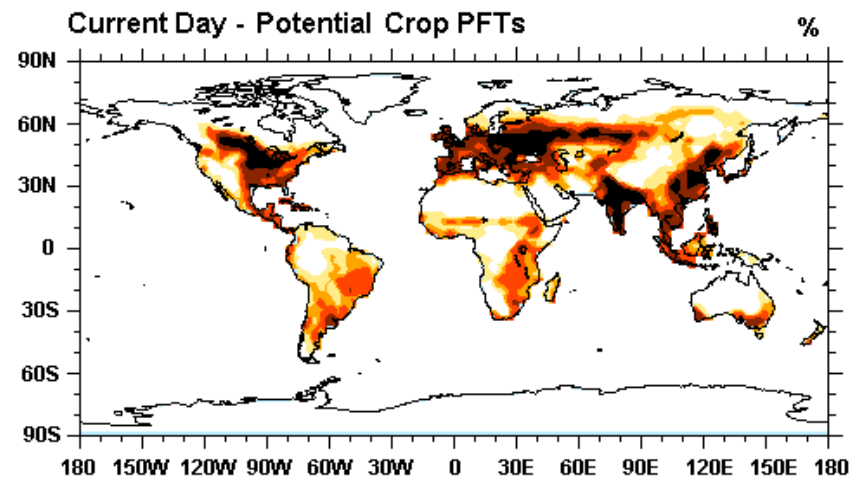 Current Day - Potential Crop PFTs %
90N
60N
30N
0
30S
60S
90S
180 150W 120W 90W 60W 30W 0 30E 60E 90E 120E 150E 180